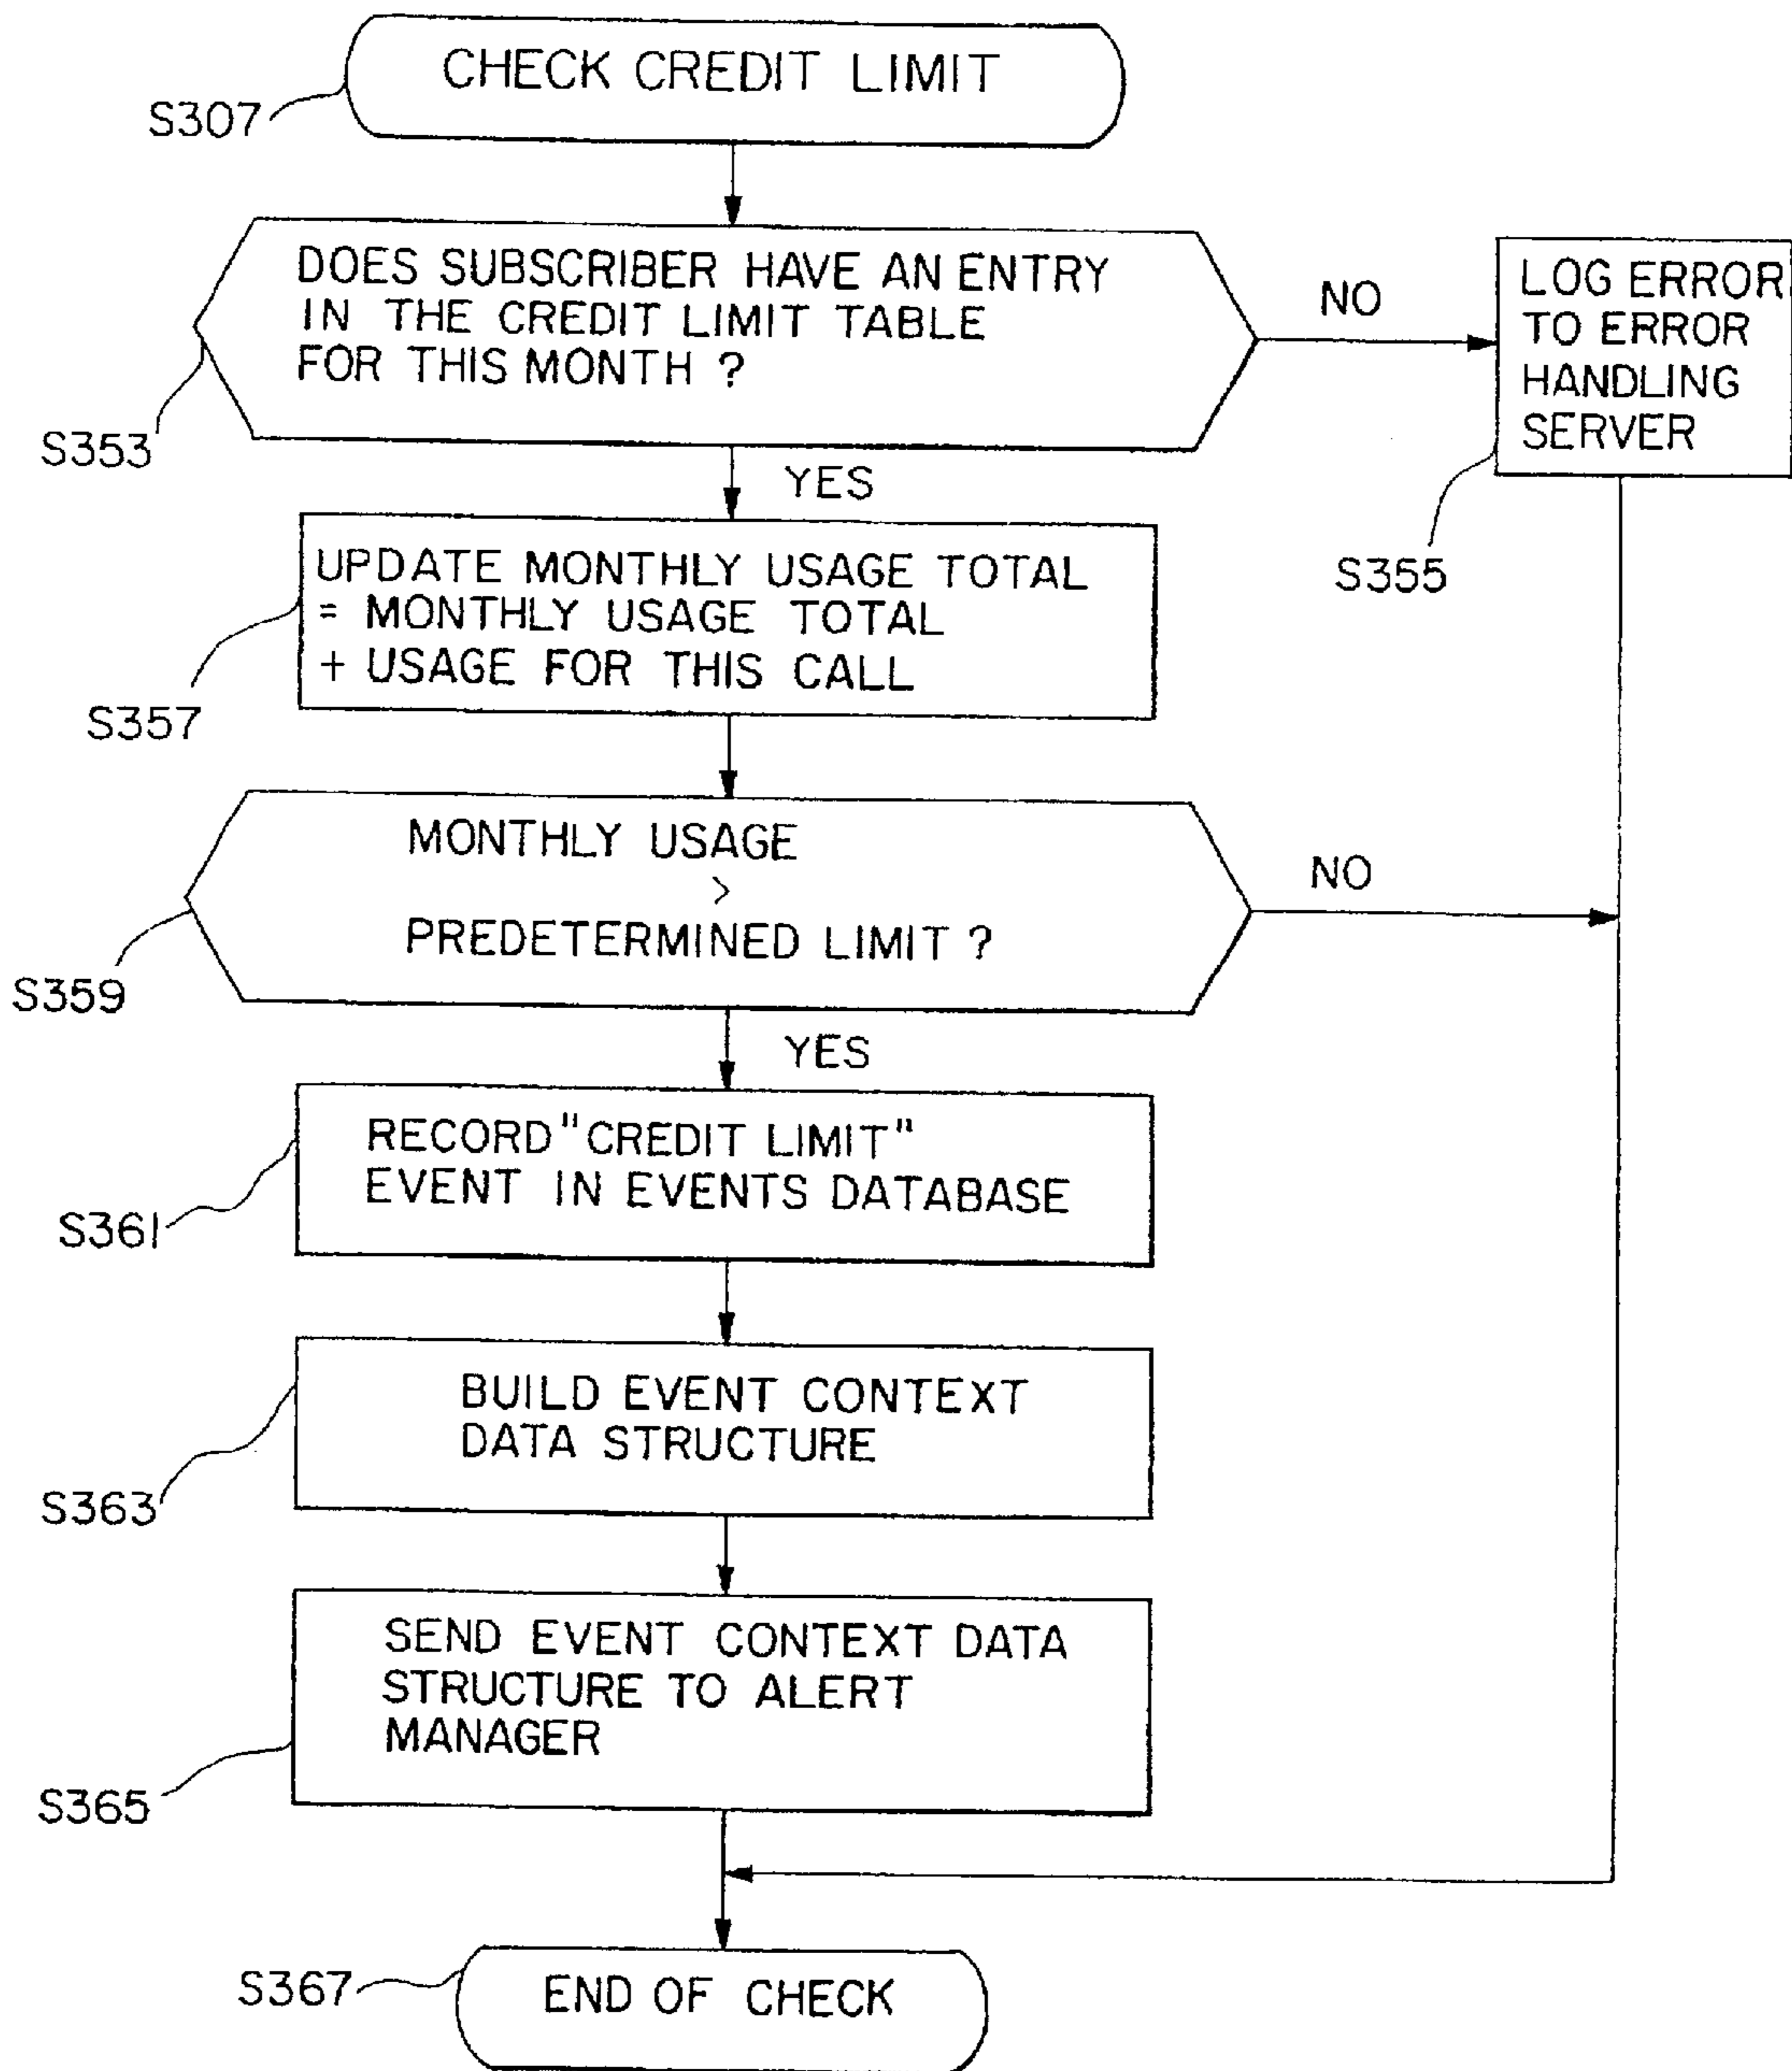 CHECK CREDIT LIMIT
S307
DOES SUBSCRIBER HAVE AN ENTRY
IN THE CREDIT LIMIT TABLE
FOR THIS MONTH ?
S353
NO
LOG ERROR
TO ERROR
HANDLING
SERVER
S355
YES
UPDATE MONTHLY USAGE TOTAL
= MONTHLY USAGE TOTAL
+ USAGE FOR THIS CALL
S357
MONTHLY USAGE
>
PREDETERMINED LIMIT ?
S359
NO
YES
RECORD "CREDIT LIMIT"
EVENT IN EVENTS DATABASE
S361
BUILD EVENT CONTEXT
DATA STRUCTURE
S363
SEND EVENT CONTEXT DATA
STRUCTURE TO ALERT
MANAGER
S365
S367
END OF CHECK